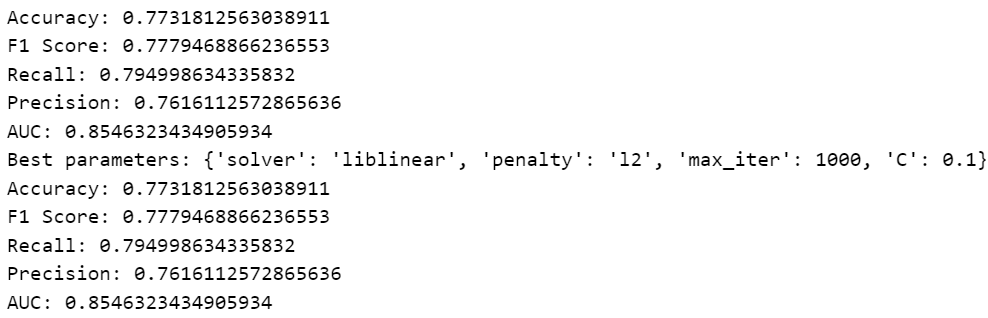 Accuracy: 0.7731812563038911
F1 Score: 0.7779468866236553
Recall: 0.794998634335832
Precision: 0.7616112572865636
AUC: 0.8546323434905934
Best parameters: {'solver': 'liblinear', 'penalty': 'l2', 'max_iter': 1000, 'C': 0.1}
Accuracy: 0.7731812563038911
F1 Score: 0.7779468866236553
Recall: 0.794998634335832
Precision: 0.7616112572865636
AUC: 0.8546323434905934